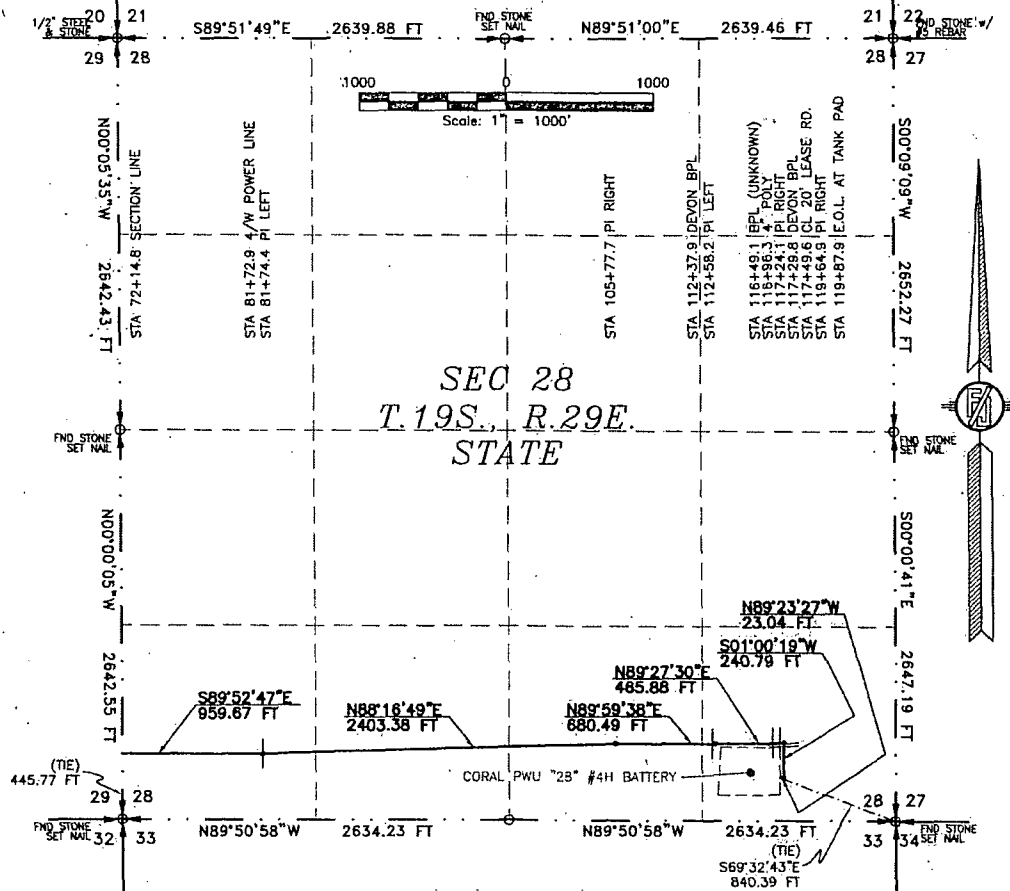 20 21
1/2" STEEL
& STONE
29 28
S89°51'49"E 2639.88 FT
FND STONE
SET NAIL
N89°51'00"E 2639.46 FT
21 22
FND STONE w/
#5 REBAR
28 27
1000 0 1000
Scale: 1" = 1000'
N00°05'35"W 2642.43 FT
STA 72+14.8 SECTION LINE
STA 81+72.9 4/W POWER LINE
STA 81+74.4 PI LEFT
STA 105+77.7 PI RIGHT
STA 112+37.9 DEVON BPL
STA 112+58.2 PI LEFT
STA 116+49.1 BPL (UNKNOWN)
STA 116+96.3 4" POLY
STA 117+24.1 PI RIGHT
STA 117+29.8 DEVON BPL
STA 117+49.6 CL 20' LEASE RD.
STA 119+64.9 PI RIGHT
STA 119+87.9 E.O.L. AT TANK PAD
S00°09'09"W 2652.27 FT
SEC 28
T.19S., R.29E.
STATE
FND STONE
SET NAIL
FND STONE
SET NAIL
N00°00'05"W 2642.55 FT
S00°00'41"E 2647.19 FT
N89°23'27"W
23.04 FT
S01°00'19"W
240.79 FT
N89°27'30"E
465.88 FT
S89°52'47"E
959.67 FT
N88°16'49"E
2403.38 FT
N89°59'38"E
680.49 FT
(TIE)
445.77 FT
CORAL PWU "28" #4H BATTERY
29 28
FND STONE
SET NAIL
32 33
N89°50'58"W 2634.23 FT
N89°50'58"W 2634.23 FT
28 27
33 34
FND STONE
SET NAIL
(TIE)
S69°32'43"E
840.39 FT